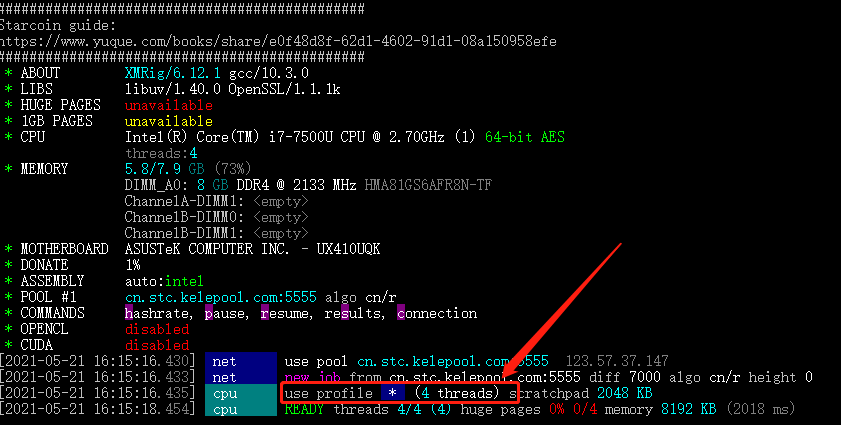 ###############################################
Starcoin guide:
https://www.yuque.com/books/share/e0f48d8f-62d1-4602-91d1-08a150958efe
###############################################
* ABOUT XMRig/6.12.1 gcc/10.3.0
* LIBS libuv/1.40.0 OpenSSL/1.1.1k
* HUGE PAGES unavailable
* 1GB PAGES unavailable
* CPU Intel(R) Core(TM) i7-7500U CPU @ 2.70GHz (1) 64-bit AES
threads:4
* MEMORY 5.8/7.9 GB (73%)
DIMM_A0: 8 GB DDR4 @ 2133 MHz HMA81GS6AFR8N-TF
ChannelA-DIMM1: <empty>
ChannelB-DIMM0: <empty>
ChannelB-DIMM1: <empty>
* MOTHERBOARD ASUSTeK COMPUTER INC. - UX410UQK
* DONATE 1%
* ASSEMBLY auto:intel
* POOL #1 cn.stc.kelepool.com:5555 algo cn/r
* COMMANDS hashrate, pause, resume, results, connection
* OPENCL disabled
* CUDA disabled
[2021-05-21 16:15:16.430] net use pool cn.stc.kelepool.com:5555 123.57.37.147
[2021-05-21 16:15:16.433] net new job from cn.stc.kelepool.com:5555 diff 7000 algo cn/r height 0
[2021-05-21 16:15:16.435] cpu use profile * (4 threads) scratchpad 2048 KB
[2021-05-21 16:15:18.454] cpu READY threads 4/4 (4) huge pages 0% 0/4 memory 8192 KB (2018 ms)